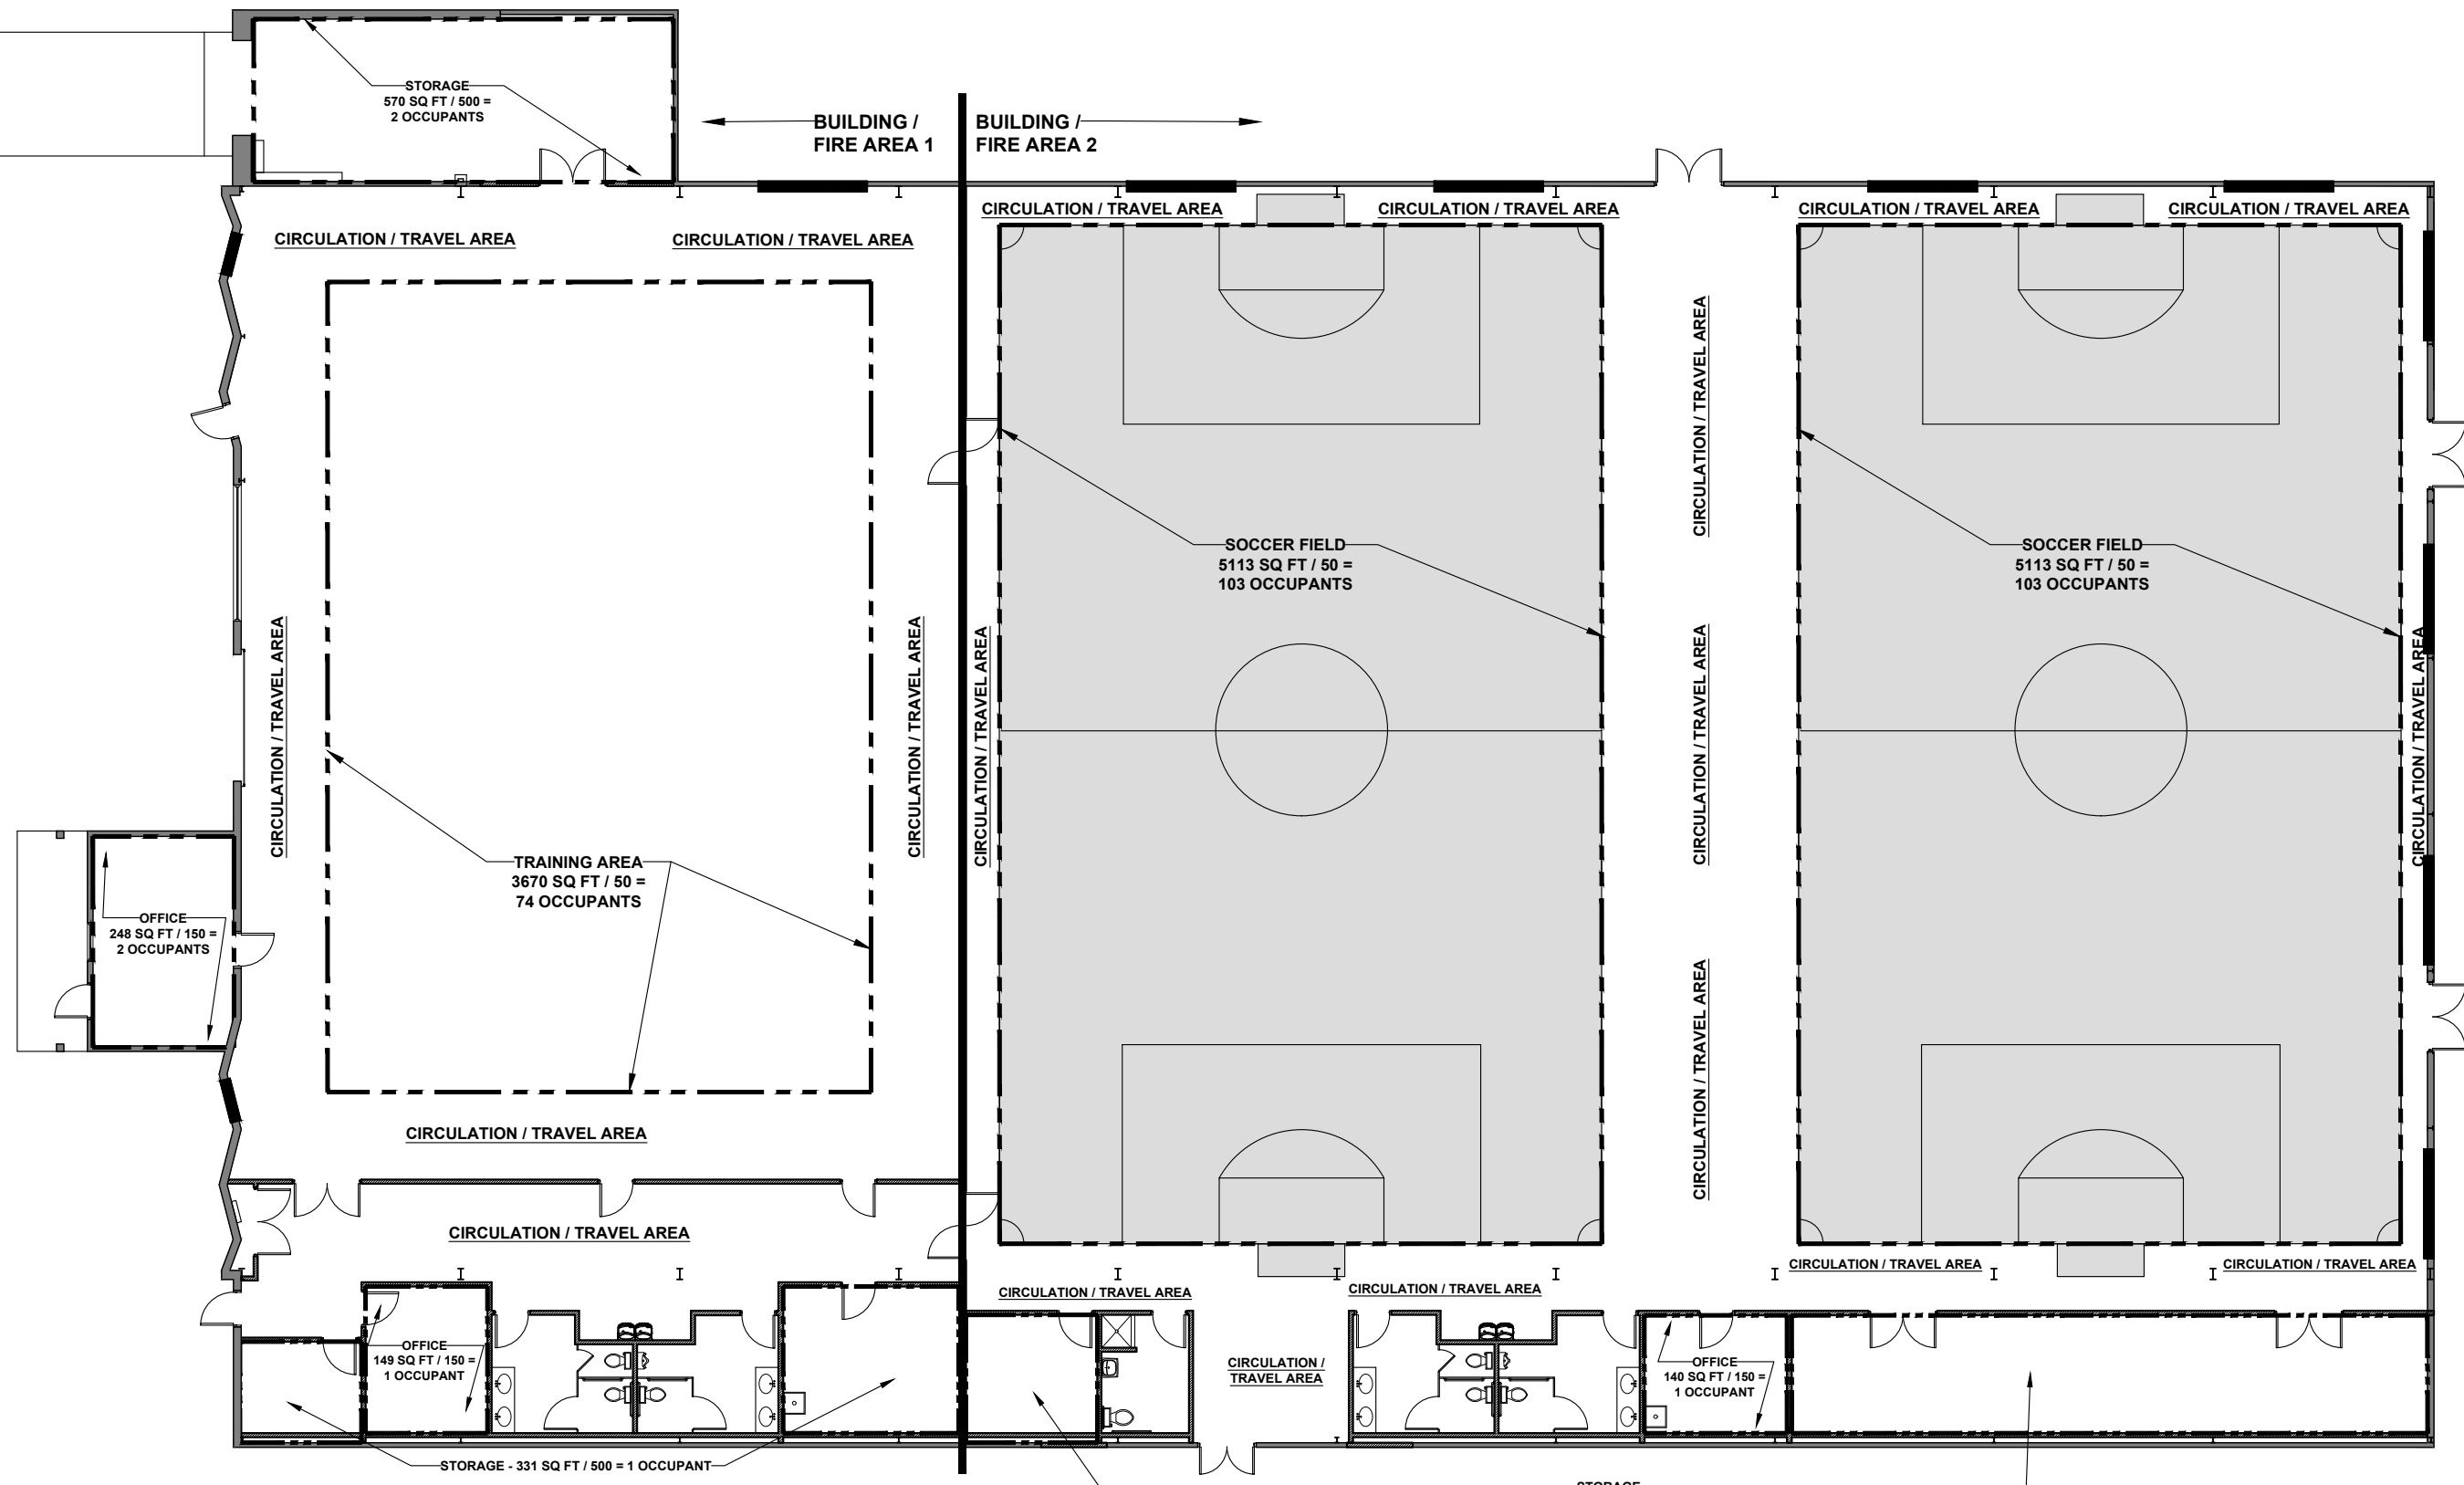 STORAGE
570 SQ FT / 500 =
2 OCCUPANTS
BUILDING /
FIRE AREA 1
BUILDING /
FIRE AREA 2
CIRCULATION / TRAVEL AREA
CIRCULATION / TRAVEL AREA
CIRCULATION / TRAVEL AREA
CIRCULATION / TRAVEL AREA
CIRCULATION / TRAVEL AREA
CIRCULATION / TRAVEL AREA
CIRCULATION / TRAVEL AREA
SOCCER FIELD
5113 SQ FT / 50 =
103 OCCUPANTS
SOCCER FIELD
5113 SQ FT / 50 =
103 OCCUPANTS
CIRCULATION / TRAVEL AREA
CIRCULATION / TRAVEL AREA
CIRCULATION / TRAVEL AREA
CIRCULATION / TRAVEL AREA
CIRCULATION / TRAVEL AREA
TRAINING AREA
3670 SQ FT / 50 =
74 OCCUPANTS
OFFICE
248 SQ FT / 150 =
2 OCCUPANTS
CIRCULATION / TRAVEL AREA
CIRCULATION / TRAVEL AREA
CIRCULATION / TRAVEL AREA
CIRCULATION / TRAVEL AREA
CIRCULATION / TRAVEL AREA
CIRCULATION / TRAVEL AREA
CIRCULATION / TRAVEL AREA
OFFICE
149 SQ FT / 150 =
1 OCCUPANT
CIRCULATION /
TRAVEL AREA
OFFICE
140 SQ FT / 150 =
1 OCCUPANT
STORAGE - 331 SQ FT / 500 = 1 OCCUPANT
STORAGE